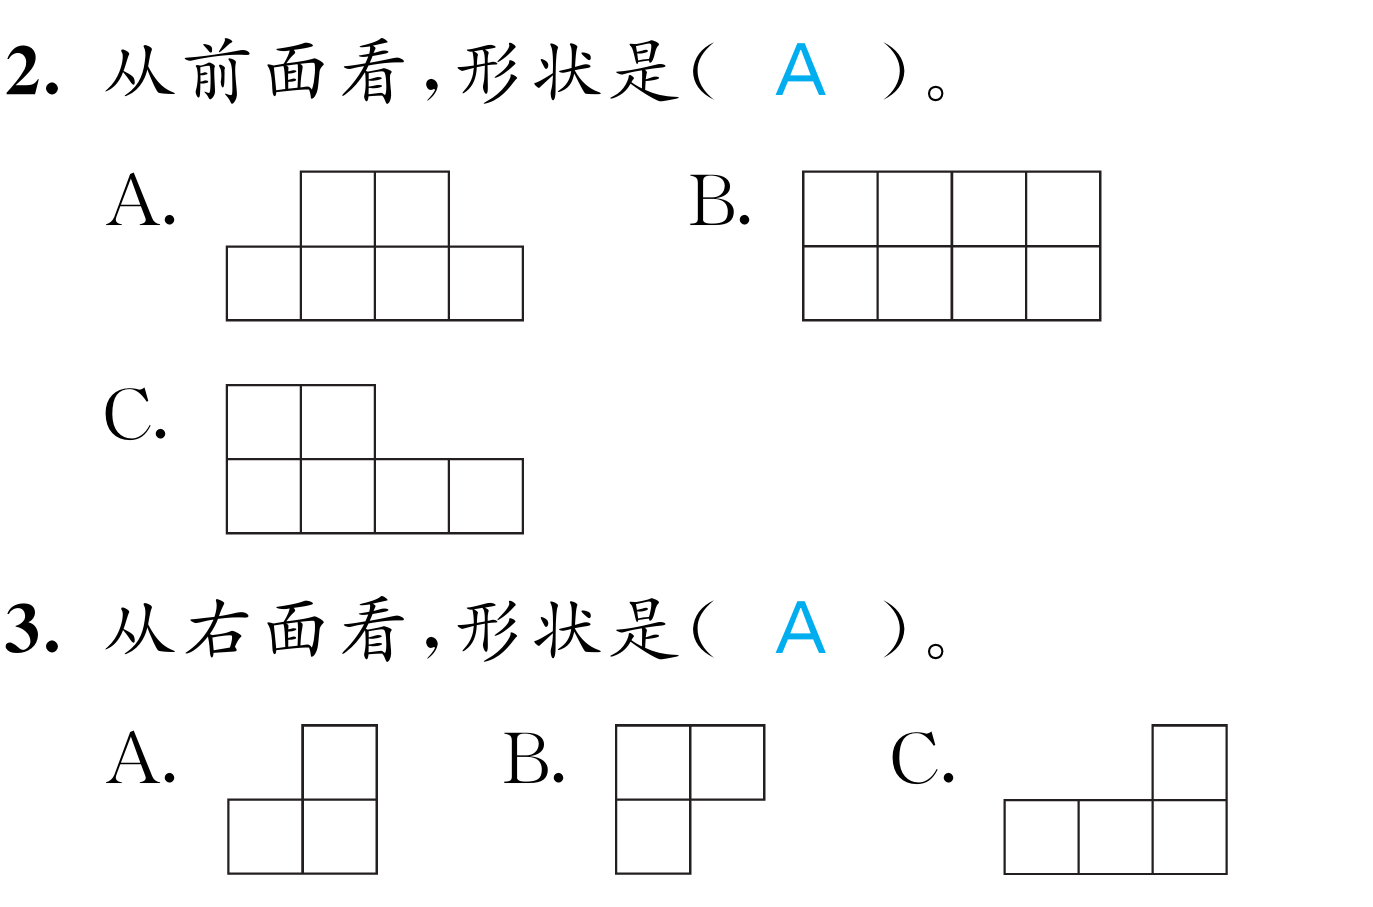 2. 从前面看,形状是( A )。
A. B.
C.
3. 从右面看,形状是( A )。
A. B. C.